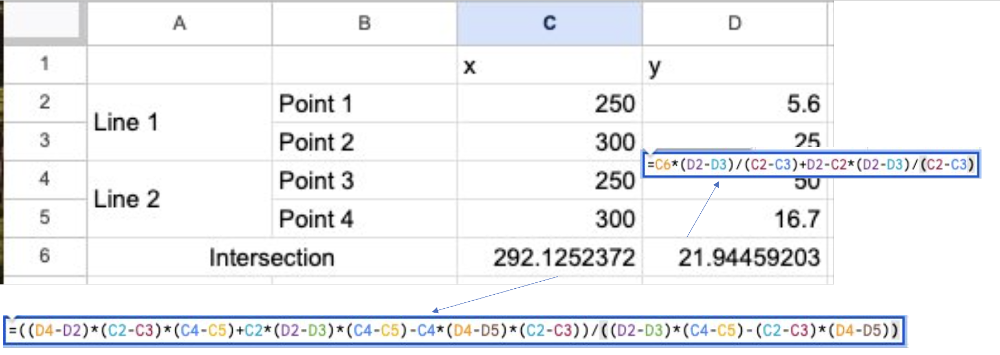 A B C D
1 x y
2 Point 1 250 5.6
Line 1
3 Point 2 300 25
=C6*(D2-D3)/(C2-C3)+D2-C2*(D2-D3)/(C2-C3)
4 Point 3 250 50
Line 2
5 Point 4 300 16.7
6 Intersection 292.1252372 21.94459203
=((D4-D2)*(C2-C3)*(C4-C5)+C2*(D2-D3)*(C4-C5)-C4*(D4-D5)*(C2-C3))/((D2-D3)*(C4-C5)-(C2-C3)*(D4-D5))